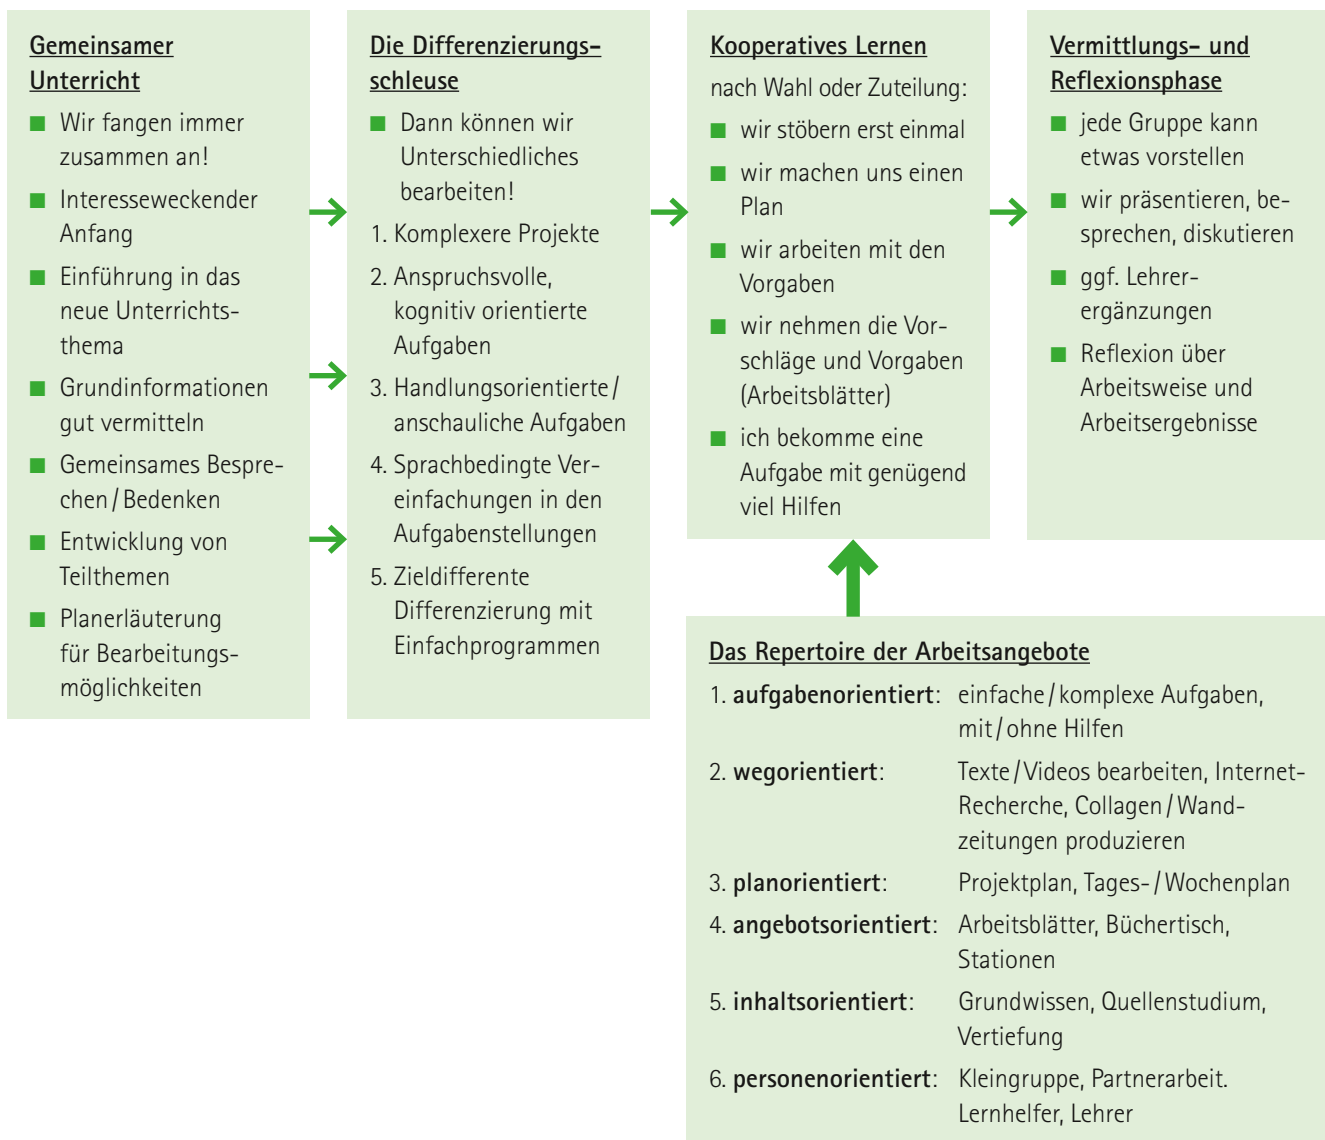 Gemeinsamer
Unterricht
■ Wir fangen immer
zusammen an!
■ Interesseweckender
Anfang
■ Einführung in das
neue Unterrichts-
thema
■ Grundinformationen
gut vermitteln
■ Gemeinsames Bespre-
chen/Bedenken
■ Entwicklung von
Teilthemen
■ Planerläuterung
für Bearbeitungs-
möglichkeiten
Die Differenzierungs-
schleuse
■ Dann können wir
Unterschiedliches
bearbeiten!
1. Komplexere Projekte
2. Anspruchsvolle,
kognitiv orientierte
Aufgaben
3. Handlungsorientierte/
anschauliche Aufgaben
4. Sprachbedingte Ver-
einfachungen in den
Aufgabenstellungen
5. Zieldifferente
Differenzierung mit
Einfachprogrammen
Kooperatives Lernen
nach Wahl oder Zuteilung:
■ wir stöbern erst einmal
■ wir machen uns einen
Plan
■ wir arbeiten mit den
Vorgaben
■ wir nehmen die Vor-
schläge und Vorgaben
(Arbeitsblätter)
■ ich bekomme eine
Aufgabe mit genügend
viel Hilfen
Vermittlungs- und
Reflexionsphase
■ jede Gruppe kann
etwas vorstellen
■ wir präsentieren, be-
sprechen, diskutieren
■ ggf. Lehrer-
ergänzungen
■ Reflexion über
Arbeitsweise und
Arbeitsergebnisse
Das Repertoire der Arbeitsangebote
1. aufgabenorientiert: einfache/komplexe Aufgaben,
mit/ohne Hilfen
2. wegorientiert: Texte/Videos bearbeiten, Internet-
Recherche, Collagen/Wand-
zeitungen produzieren
3. planorientiert: Projektplan, Tages-/Wochenplan
4. angebotsorientiert: Arbeitsblätter, Büchertisch,
Stationen
5. inhaltsorientiert: Grundwissen, Quellenstudium,
Vertiefung
6. personenorientiert: Kleingruppe, Partnerarbeit.
Lernhelfer, Lehrer